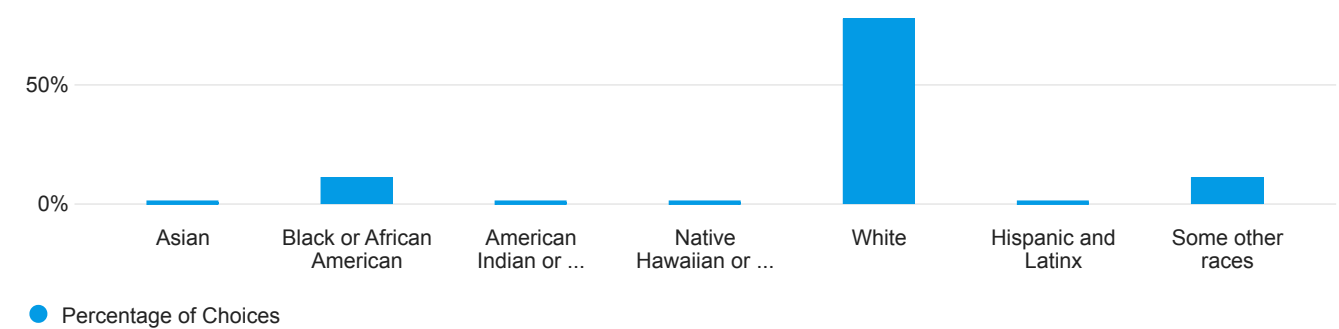 50%
0%
Asian
Black or African
American
American
Indian or ...
Native
Hawaiian or ...
White
Hispanic and
Latinx
Some other
races
Percentage of Choices